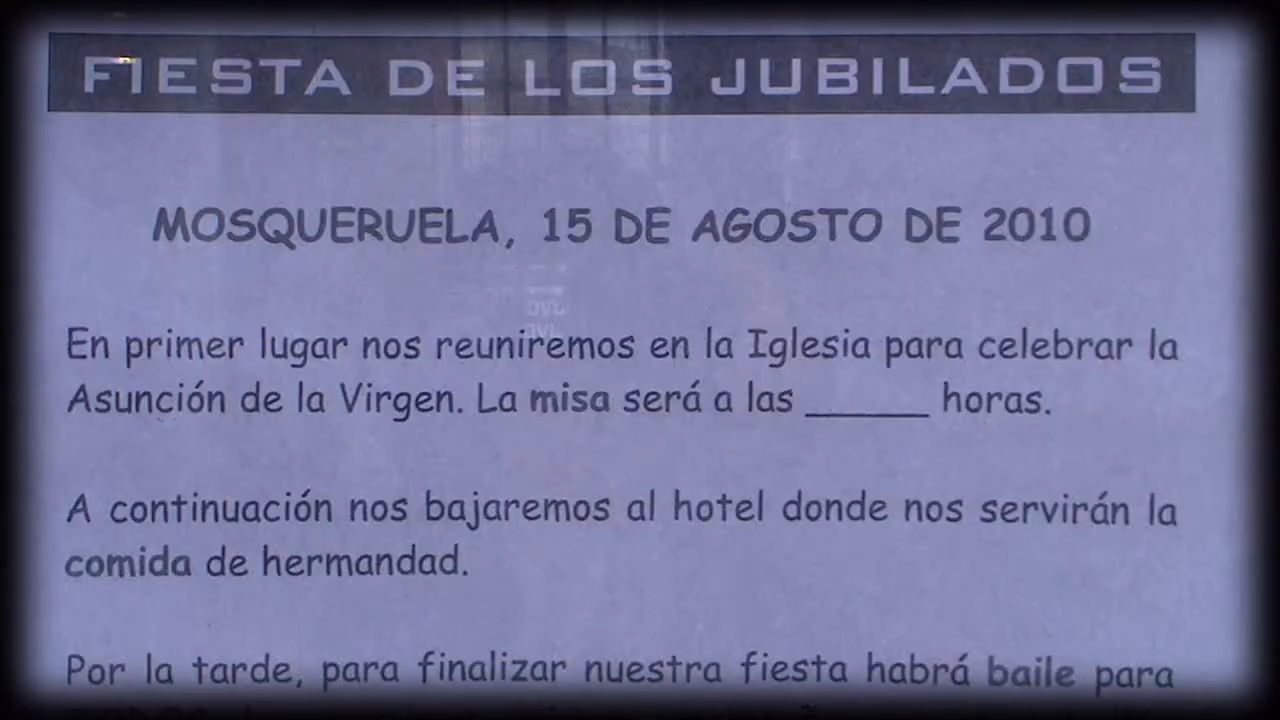 FIESTA DE LOS JUBILADOS
MOSQUERUELA, 15 DE AGOSTO DE 2010
En primer lugar nos reuniremos en la Iglesia para celebrar la
Asunción de la Virgen. La misa será a las ______ horas.
A continuación nos bajaremos al hotel donde nos servirán la
comida de hermandad.
Por la tarde, para finalizar nuestra fiesta habrá baile para